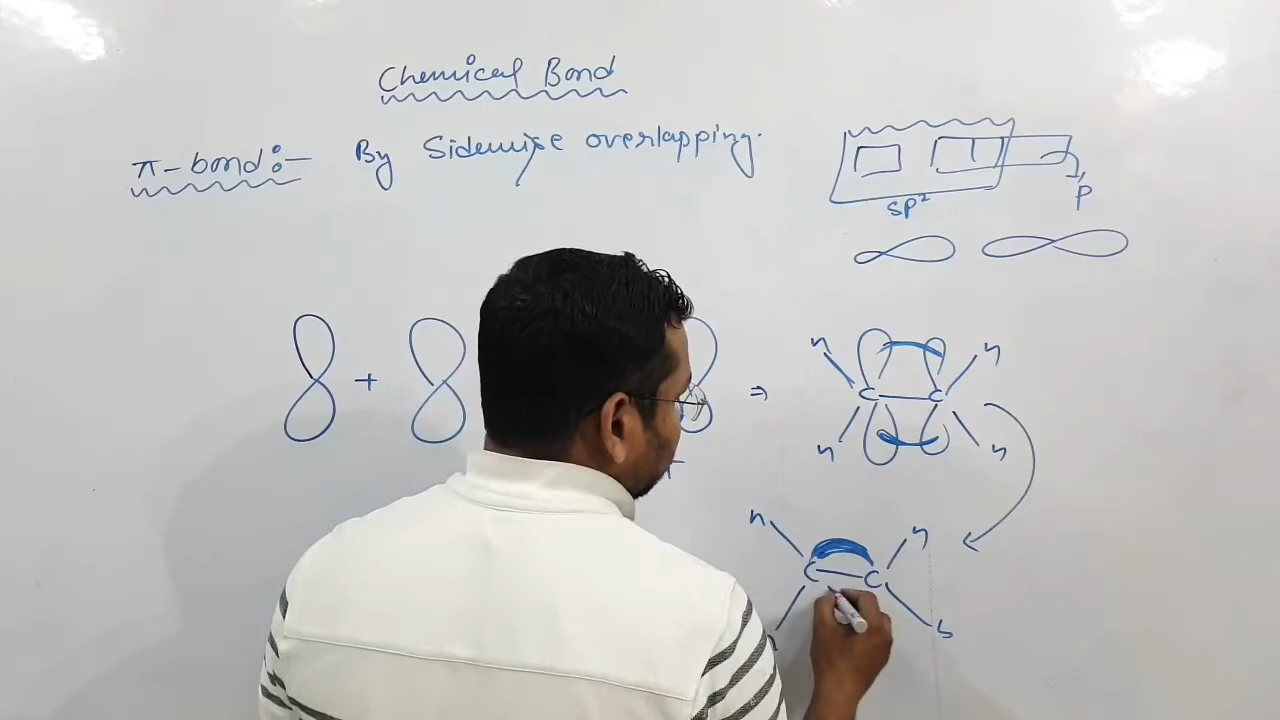 Chemical Bond
π-bond:- By Sidewise overlapping.
sp² p
+ ⇒
H H
C C
H H
H H
C C